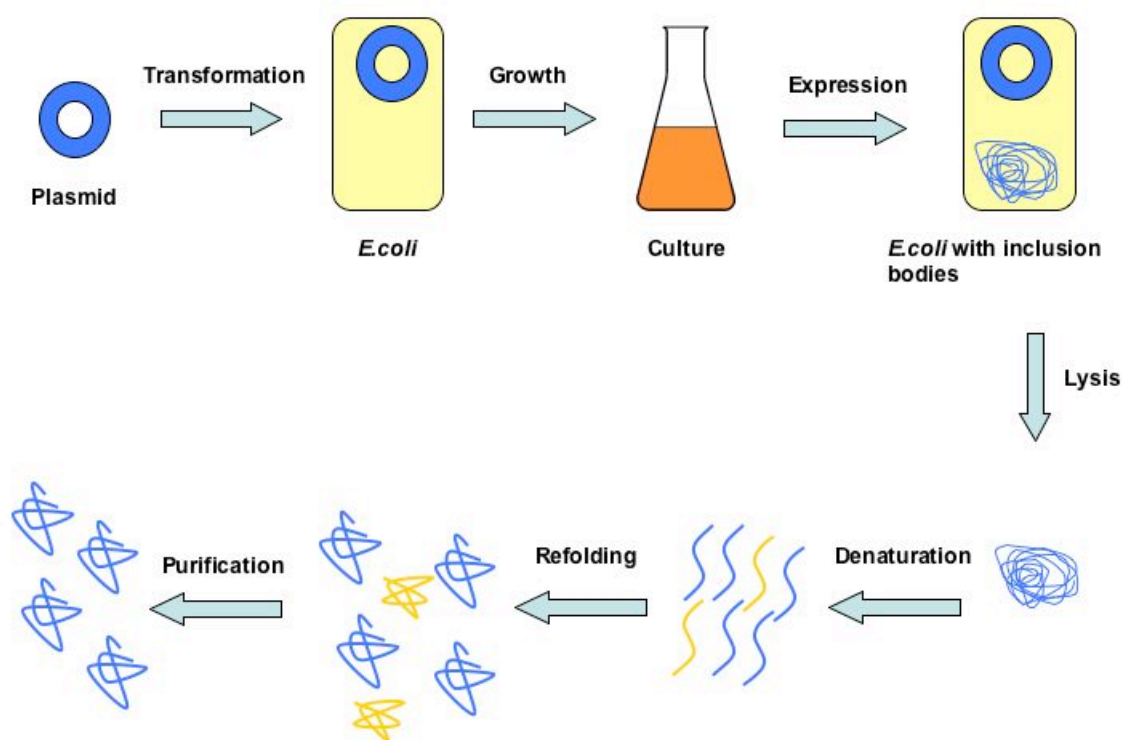 Transformation
Growth
Expression
Plasmid
E.coli
Culture
E.coli with inclusion
bodies
Lysis
Denaturation
Refolding
Purification